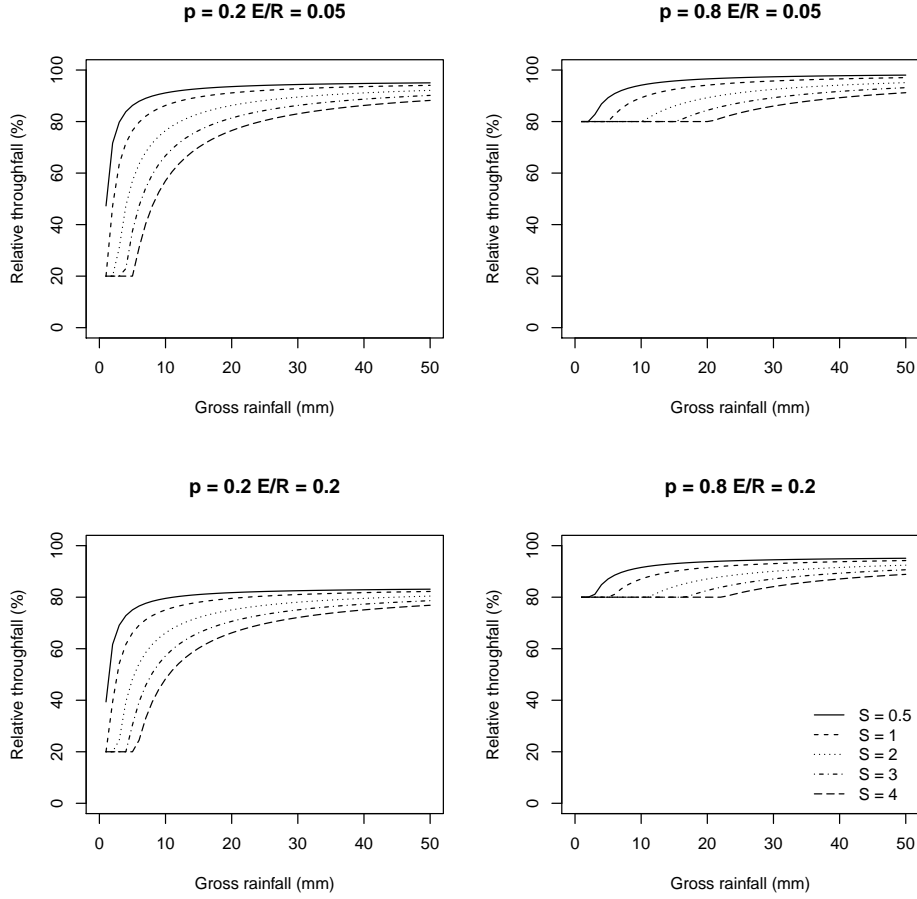 p = 0.2 E/R = 0.05
Relative throughfall (%)
100
80
60
40
20
0
0 10 20 30 40 50
Gross rainfall (mm)
p = 0.8 E/R = 0.05
Relative throughfall (%)
100
80
60
40
20
0
0 10 20 30 40 50
Gross rainfall (mm)
p = 0.2 E/R = 0.2
Relative throughfall (%)
100
80
60
40
20
0
0 10 20 30 40 50
Gross rainfall (mm)
p = 0.8 E/R = 0.2
Relative throughfall (%)
100
80
60
40
20
0
0 10 20 30 40 50
Gross rainfall (mm)
S = 0.5
S = 1
S = 2
S = 3
S = 4